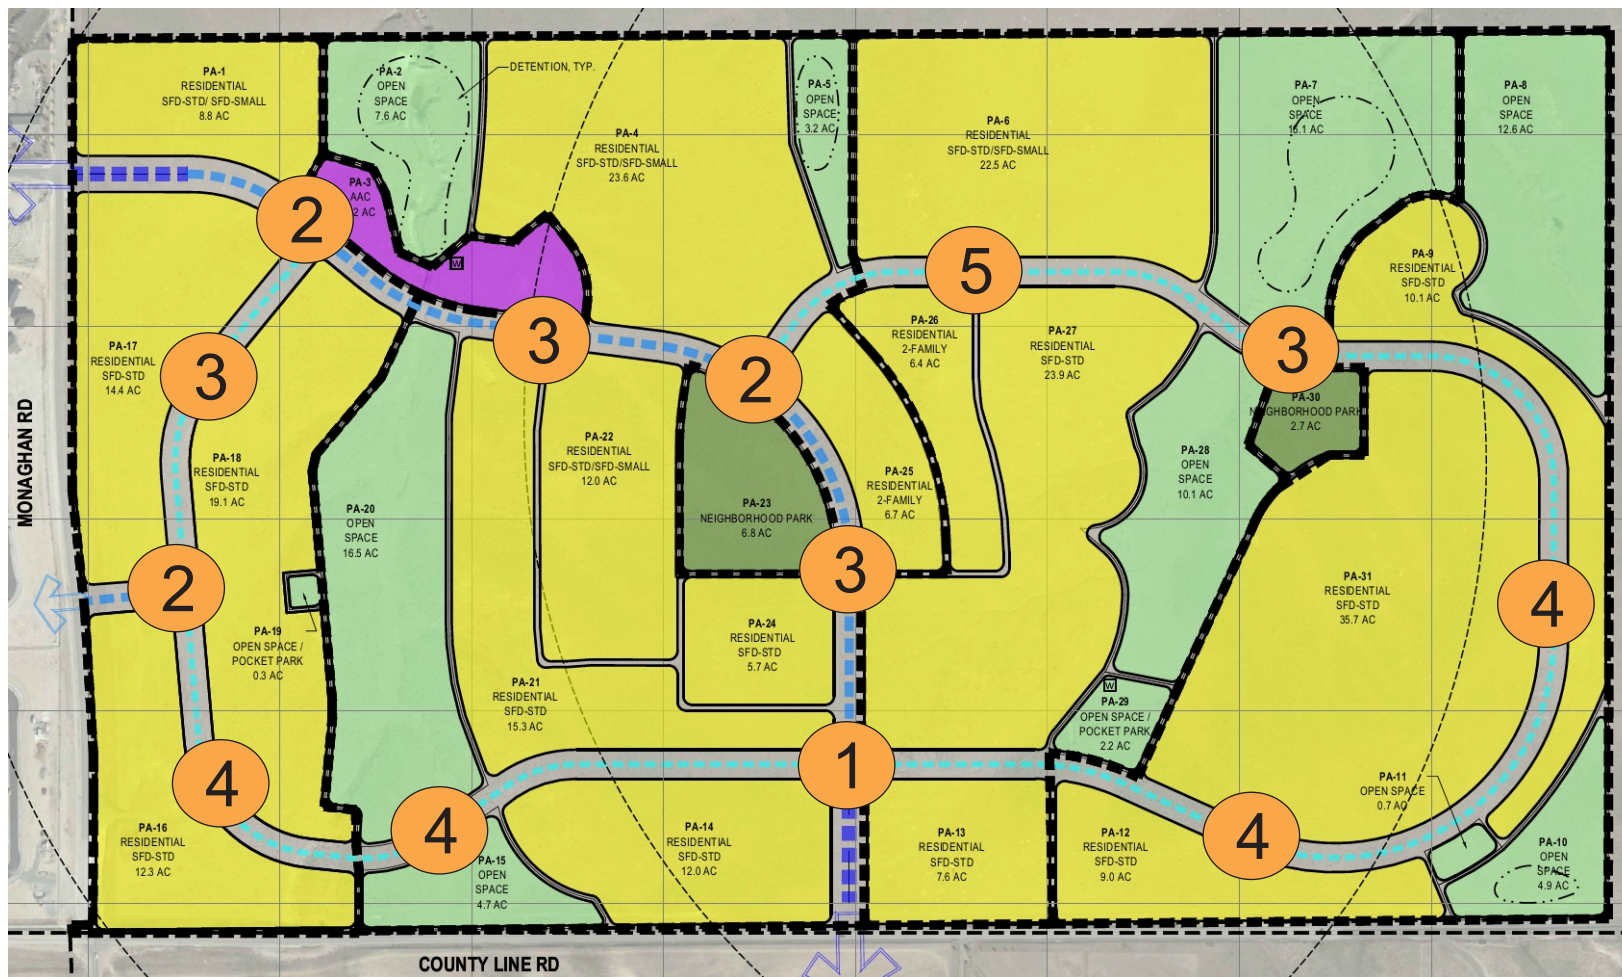 PA-1
RESIDENTIAL
SFD-STD/ SFD-SMALL
8.8 AC
PA-2
OPEN
SPACE
7.6 AC
DETENTION, TYP.
PA-3
AAC
2 AC
W
PA-4
RESIDENTIAL
SFD-STD/SFD-SMALL
23.6 AC
PA-5
OPEN
SPACE
3.2 AC
PA-6
RESIDENTIAL
SFD-STD/SFD-SMALL
22.5 AC
PA-7
OPEN
SPACE
15.1 AC
PA-8
OPEN
SPACE
12.6 AC
PA-9
RESIDENTIAL
SFD-STD
10.1 AC
2
3
2
5
3
PA-17
RESIDENTIAL
SFD-STD
14.4 AC
3
PA-26
RESIDENTIAL
2-FAMILY
6.4 AC
PA-27
RESIDENTIAL
SFD-STD
23.9 AC
PA-30
NEIGHBORHOOD PARK
2.7 AC
MONAGHAN RD
PA-18
RESIDENTIAL
SFD-STD
19.1 AC
PA-20
OPEN
SPACE
16.5 AC
PA-22
RESIDENTIAL
SFD-STD/SFD-SMALL
12.0 AC
PA-23
NEIGHBORHOOD PARK
6.8 AC
PA-25
RESIDENTIAL
2-FAMILY
6.7 AC
PA-28
OPEN
SPACE
10.1 AC
2
3
4
PA-31
RESIDENTIAL
SFD-STD
35.7 AC
PA-19
OPEN SPACE /
POCKET PARK
0.3 AC
PA-24
RESIDENTIAL
SFD-STD
5.7 AC
PA-21
RESIDENTIAL
SFD-STD
15.3 AC
W
PA-29
OPEN SPACE /
POCKET PARK
2.2 AC
4
4
1
4
PA-11
OPEN SPACE
0.7 AC
PA-16
RESIDENTIAL
SFD-STD
12.3 AC
PA-15
OPEN
SPACE
4.7 AC
PA-14
RESIDENTIAL
SFD-STD
12.0 AC
PA-13
RESIDENTIAL
SFD-STD
7.6 AC
PA-12
RESIDENTIAL
SFD-STD
9.0 AC
PA-10
OPEN
SPACE
4.9 AC
COUNTY LINE RD